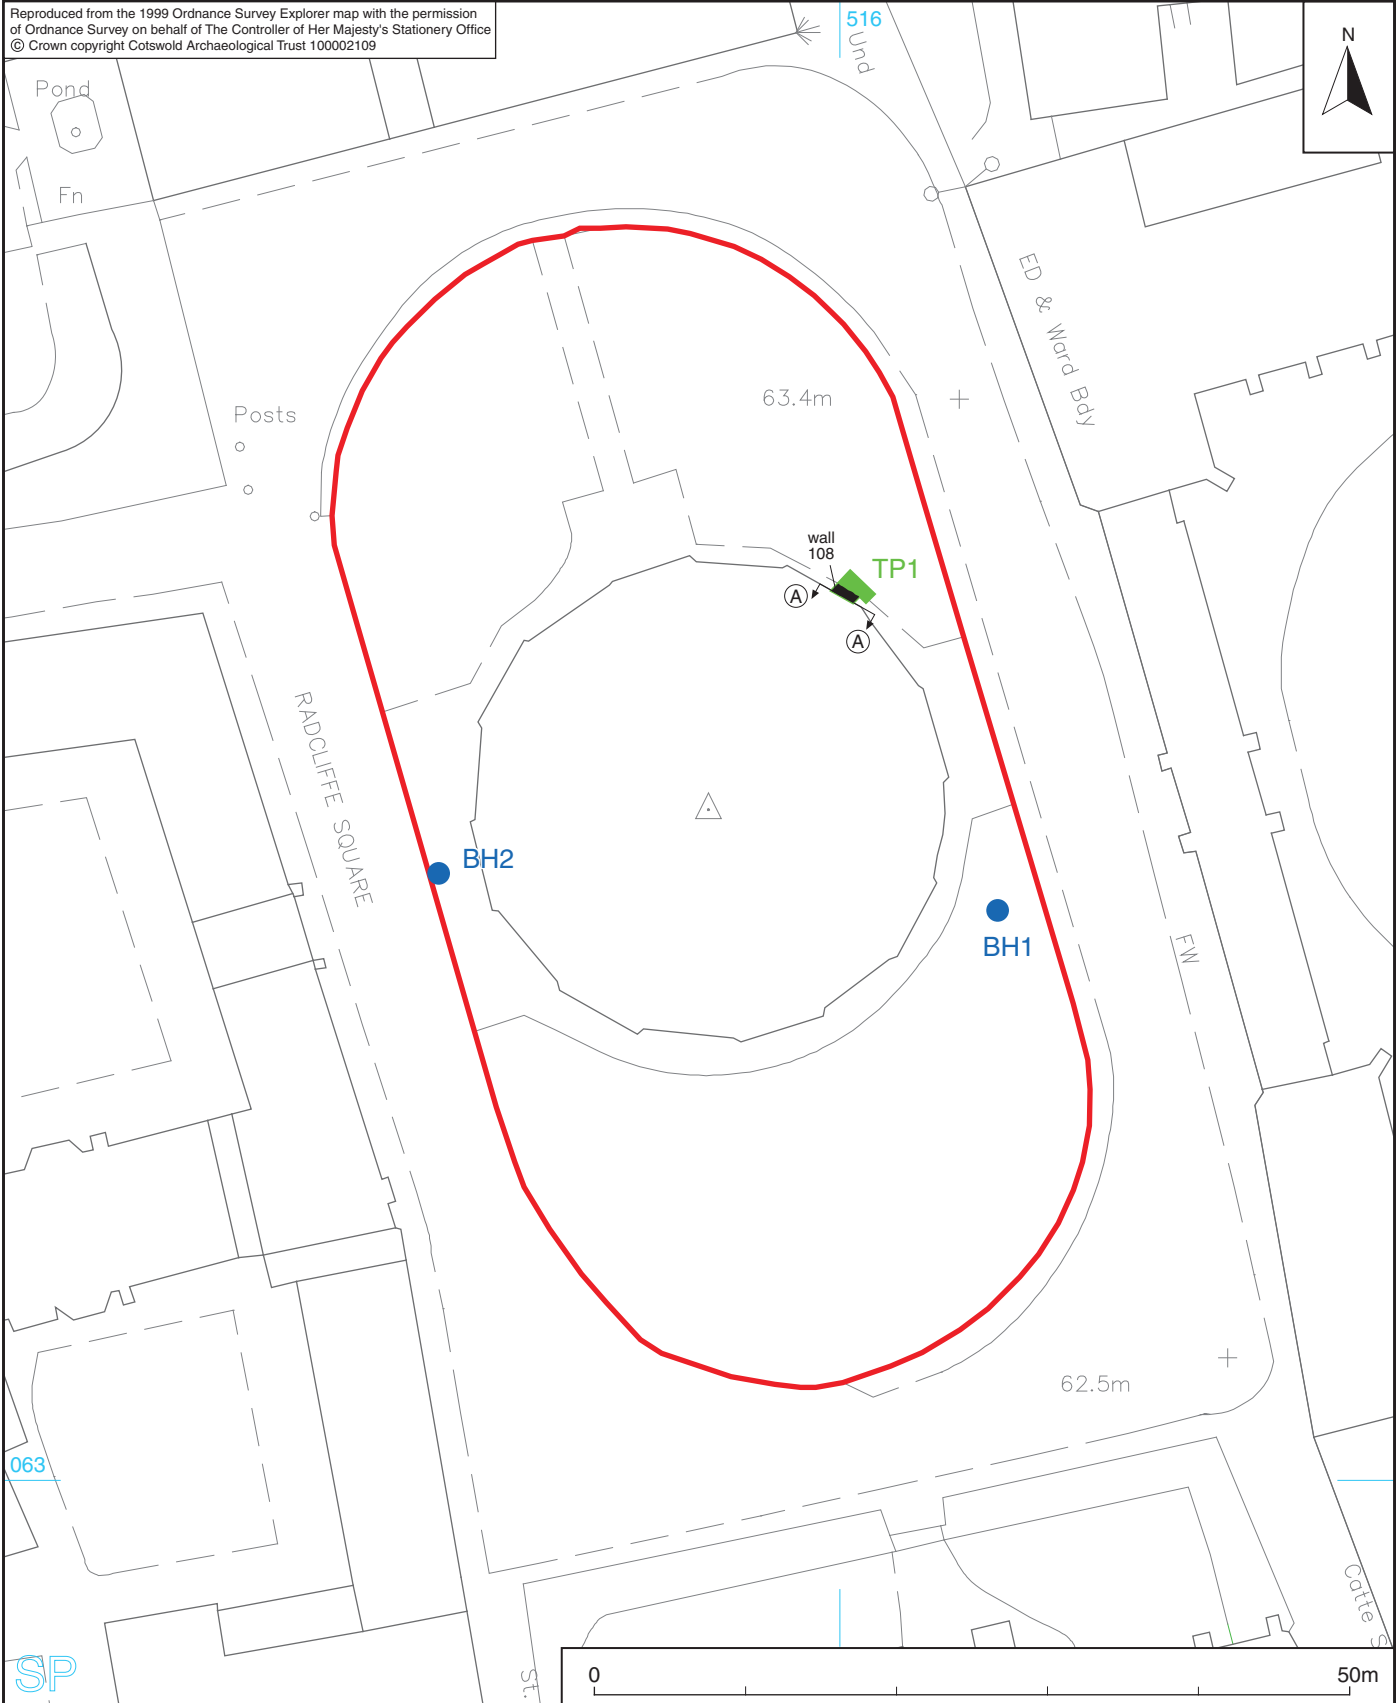 Reproduced from the 1999 Ordnance Survey Explorer map with the permission
of Ordnance Survey on behalf of The Controller of Her Majesty's Stationery Office
© Crown copyright Cotswold Archaeological Trust 100002109
516
Und
N
Pond
Fn
ED & Ward Bdy
63.4m
Posts
wall
108
TP1
A
A
RADCLIFFE SQUARE
BH2
BH1
FW
62.5m
063
Catte S
SP
St.
0
50m